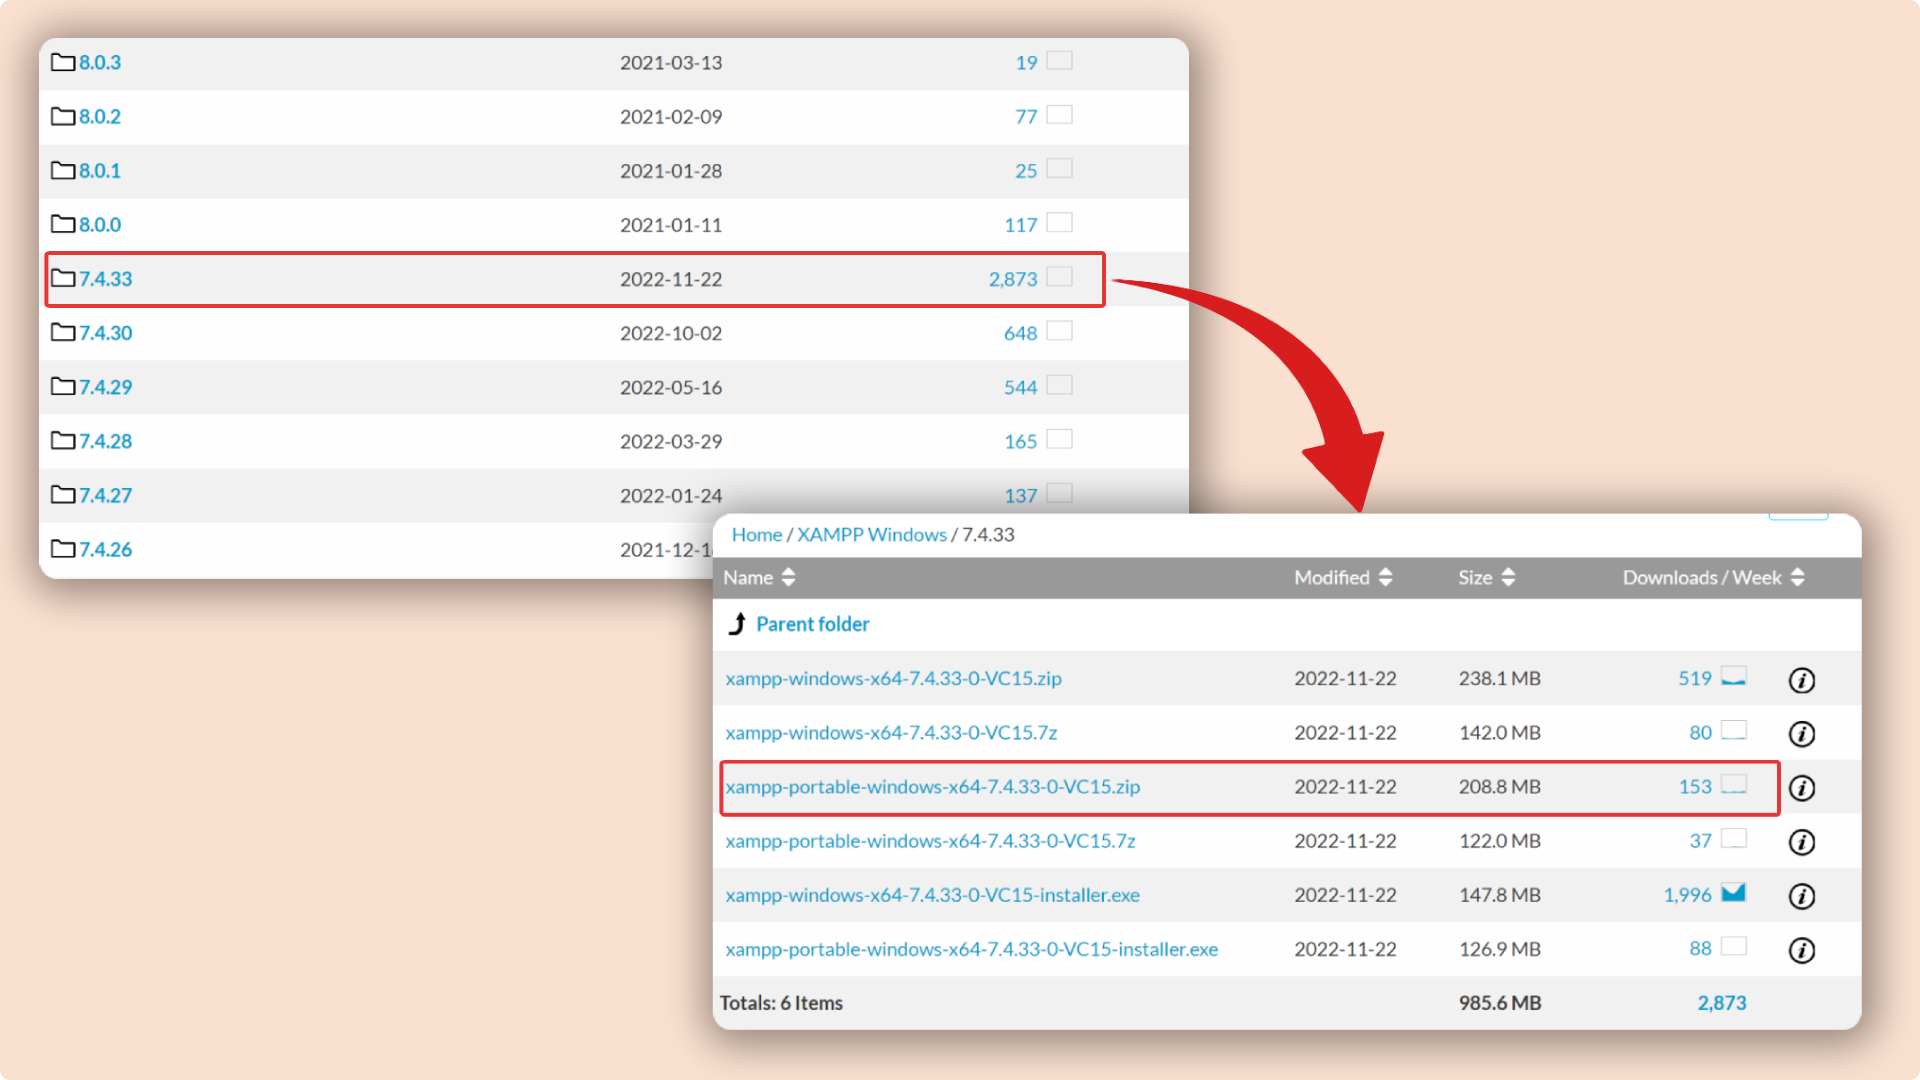 8.0.3 2021-03-13 19
8.0.2 2021-02-09 77
8.0.1 2021-01-28 25
8.0.0 2021-01-11 117
7.4.33 2022-11-22 2,873
7.4.30 2022-10-02 648
7.4.29 2022-05-16 544
7.4.28 2022-03-29 165
7.4.27 2022-01-24 137
7.4.26
Home / XAMPP Windows / 7.4.33
Name Modified Size Downloads / Week
Parent folder
xampp-windows-x64-7.4.33-0-VC15.zip 2022-11-22 238.1 MB 519
xampp-windows-x64-7.4.33-0-VC15.7z 2022-11-22 142.0 MB 80
xampp-portable-windows-x64-7.4.33-0-VC15.zip 2022-11-22 208.8 MB 153
xampp-portable-windows-x64-7.4.33-0-VC15.7z 2022-11-22 122.0 MB 37
xampp-windows-x64-7.4.33-0-VC15-installer.exe 2022-11-22 147.8 MB 1,996
xampp-portable-windows-x64-7.4.33-0-VC15-installer.exe 2022-11-22 126.9 MB 88
Totals: 6 Items 985.6 MB 2,873